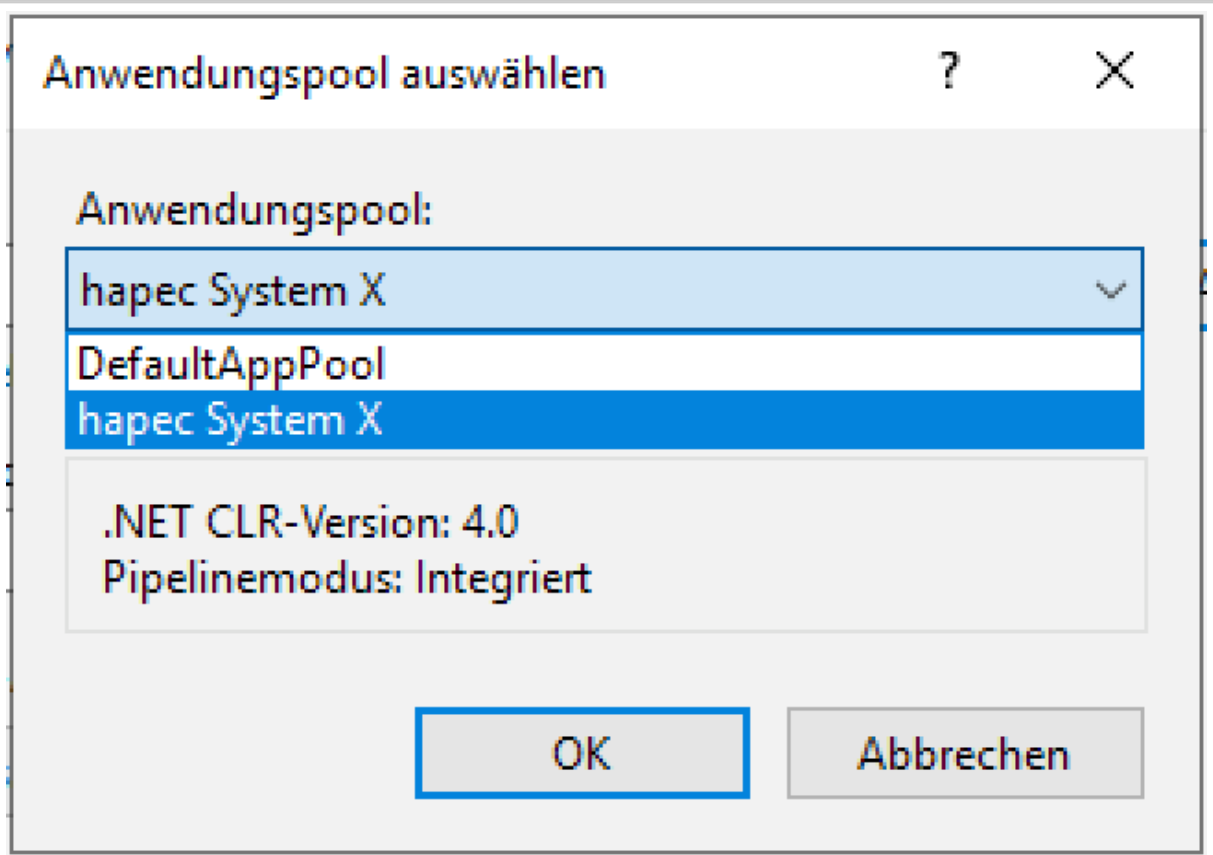 Anwendungspool auswählen ?
Anwendungspool:
hapec System X
DefaultAppPool
hapec System X
.NET CLR-Version: 4.0
Pipelinemodus: Integriert
OK Abbrechen